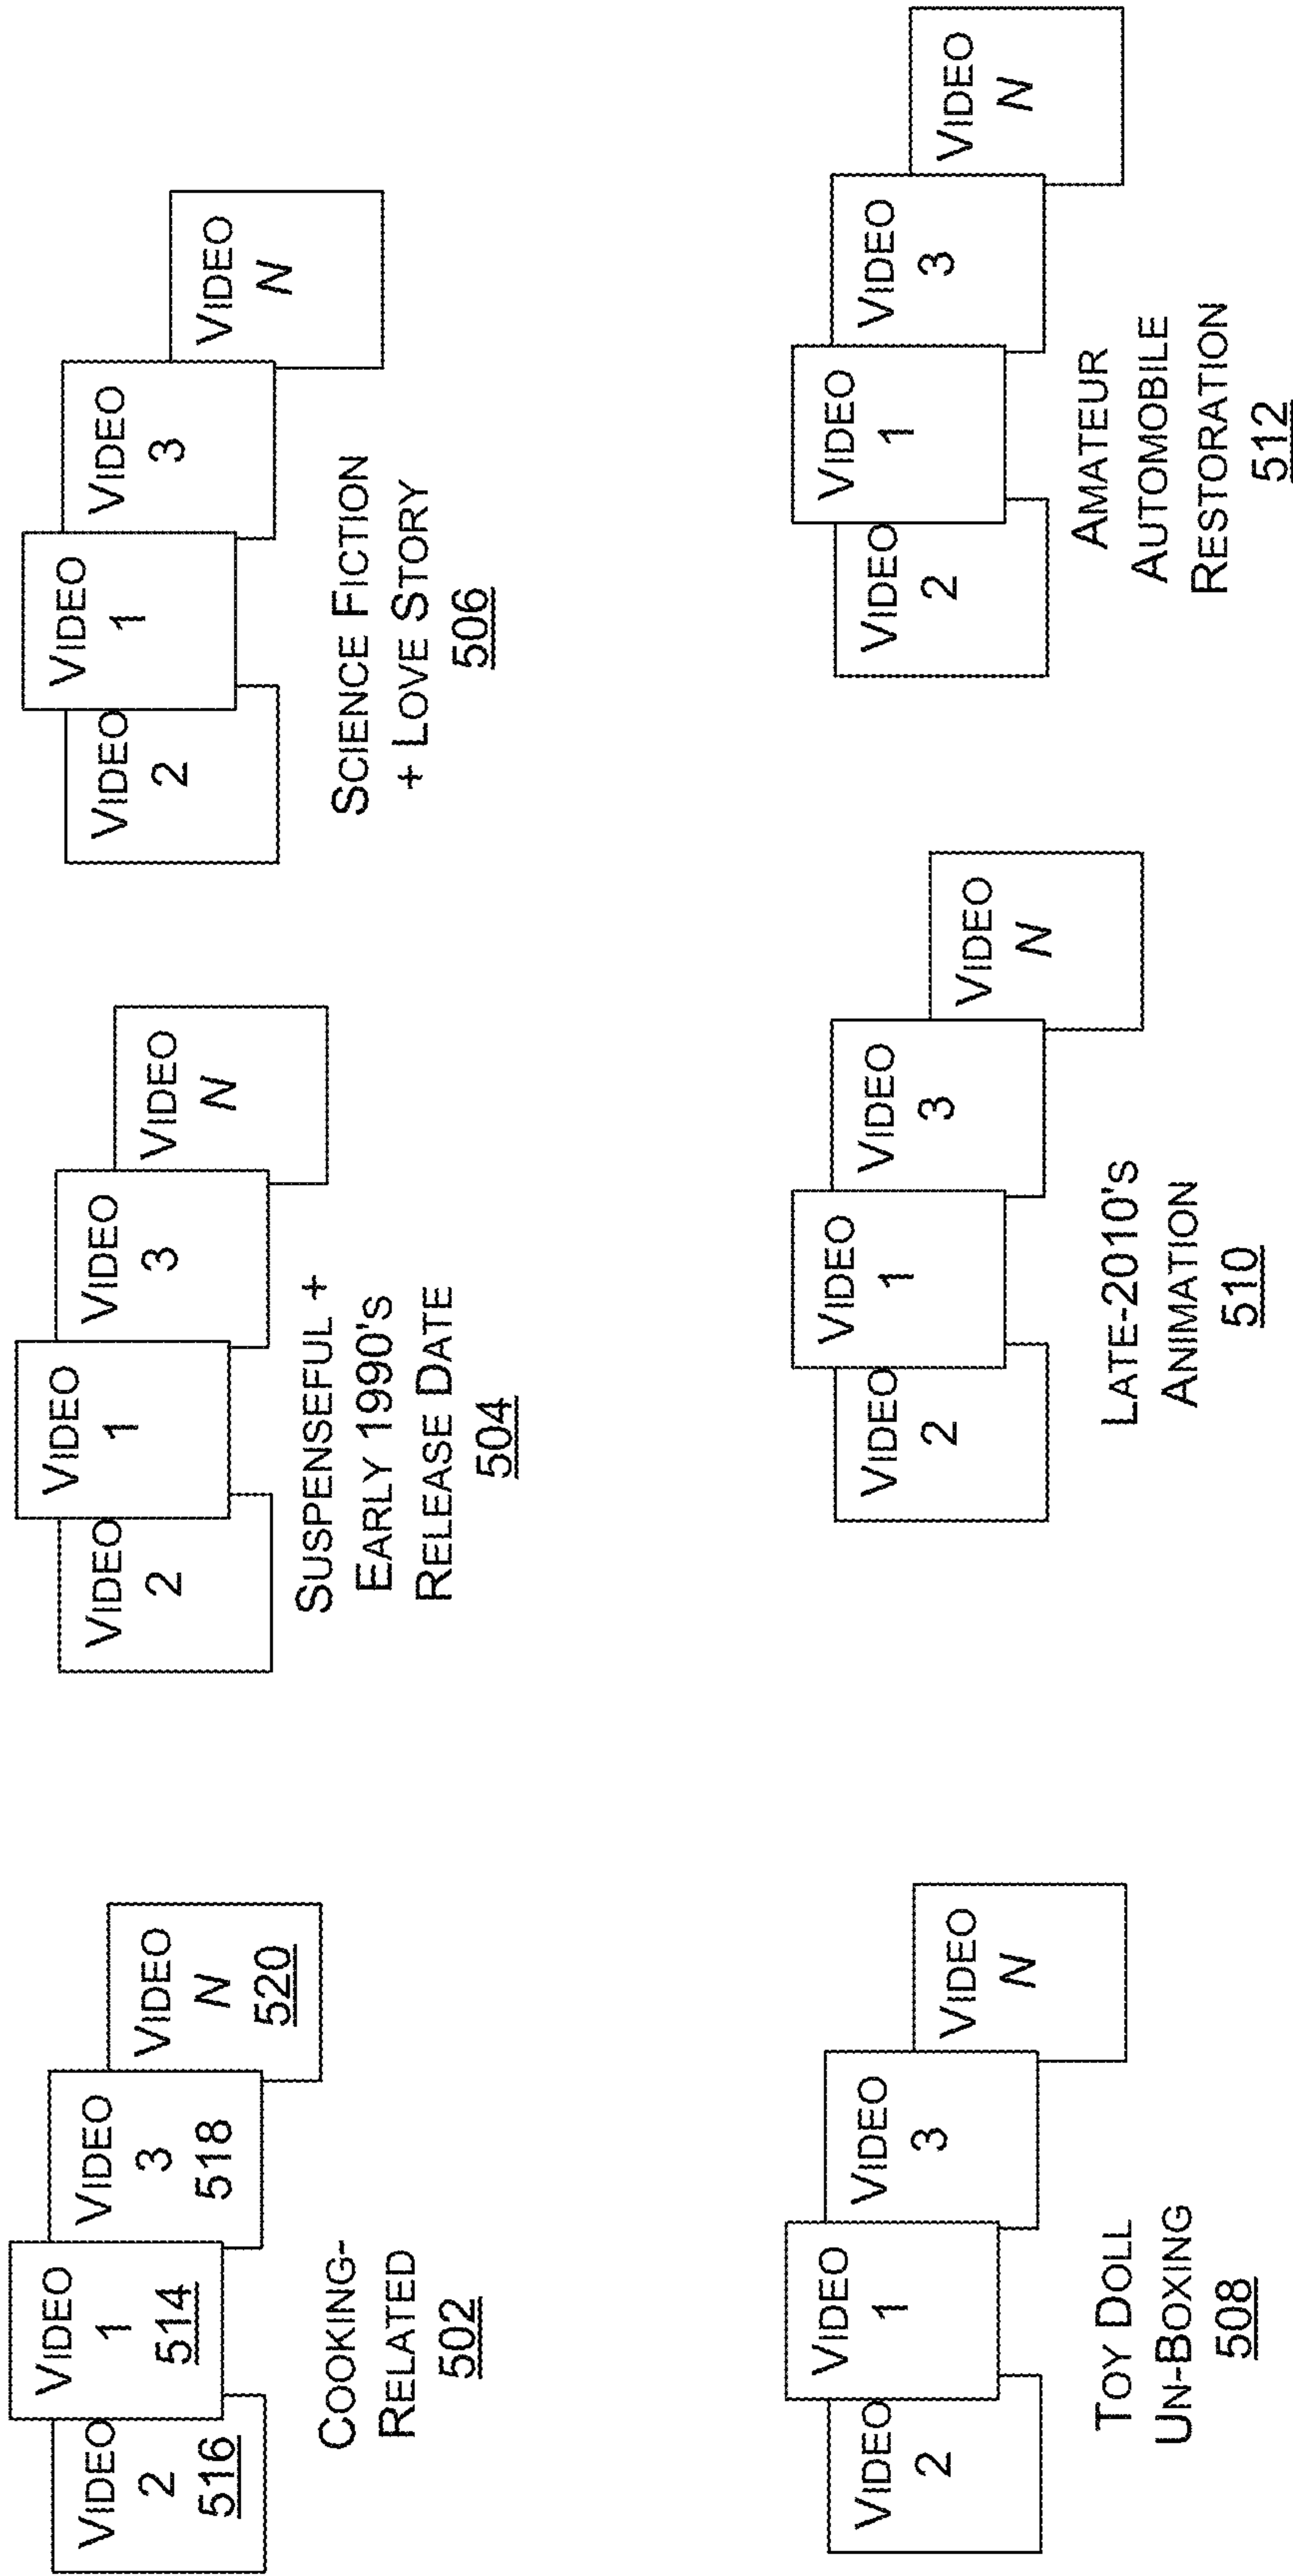 VIDEO
2
516
VIDEO
1
514
VIDEO
3
518
VIDEO
N
520
COOKING-
RELATED
502
VIDEO
2
VIDEO
1
VIDEO
3
VIDEO
N
SUSPENSEFUL +
EARLY 1990'S
RELEASE DATE
504
VIDEO
2
VIDEO
1
VIDEO
3
VIDEO
N
SCIENCE FICTION
+ LOVE STORY
506
VIDEO
2
VIDEO
1
VIDEO
3
VIDEO
N
TOY DOLL
UN-BOXING
508
VIDEO
2
VIDEO
1
VIDEO
3
VIDEO
N
LATE-2010'S
ANIMATION
510
VIDEO
2
VIDEO
1
VIDEO
3
VIDEO
N
AMATEUR
AUTOMOBILE
RESTORATION
512